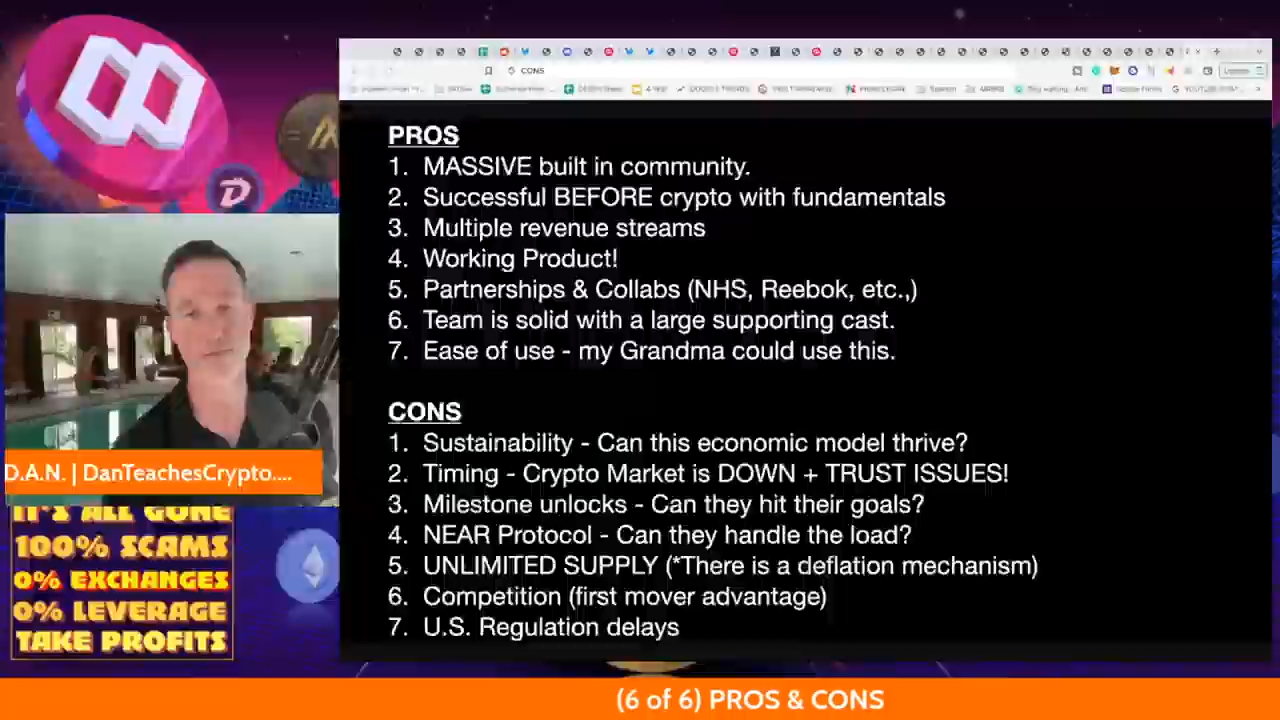 CONS
PROS
1. MASSIVE built in community.
2. Successful BEFORE crypto with fundamentals
3. Multiple revenue streams
4. Working Product!
5. Partnerships & Collabs (NHS, Reebok, etc.,)
6. Team is solid with a large supporting cast.
7. Ease of use - my Grandma could use this.
CONS
1. Sustainability - Can this economic model thrive?
2. Timing - Crypto Market is DOWN + TRUST ISSUES!
3. Milestone unlocks - Can they hit their goals?
4. NEAR Protocol - Can they handle the load?
5. UNLIMITED SUPPLY (*There is a deflation mechanism)
6. Competition (first mover advantage)
7. U.S. Regulation delays
D.A.N. | DanTeachesCrypto....
IT'S ALL GONE
100% SCAMS
0% EXCHANGES
0% LEVERAGE
TAKE PROFITS
(6 of 6) PROS & CONS